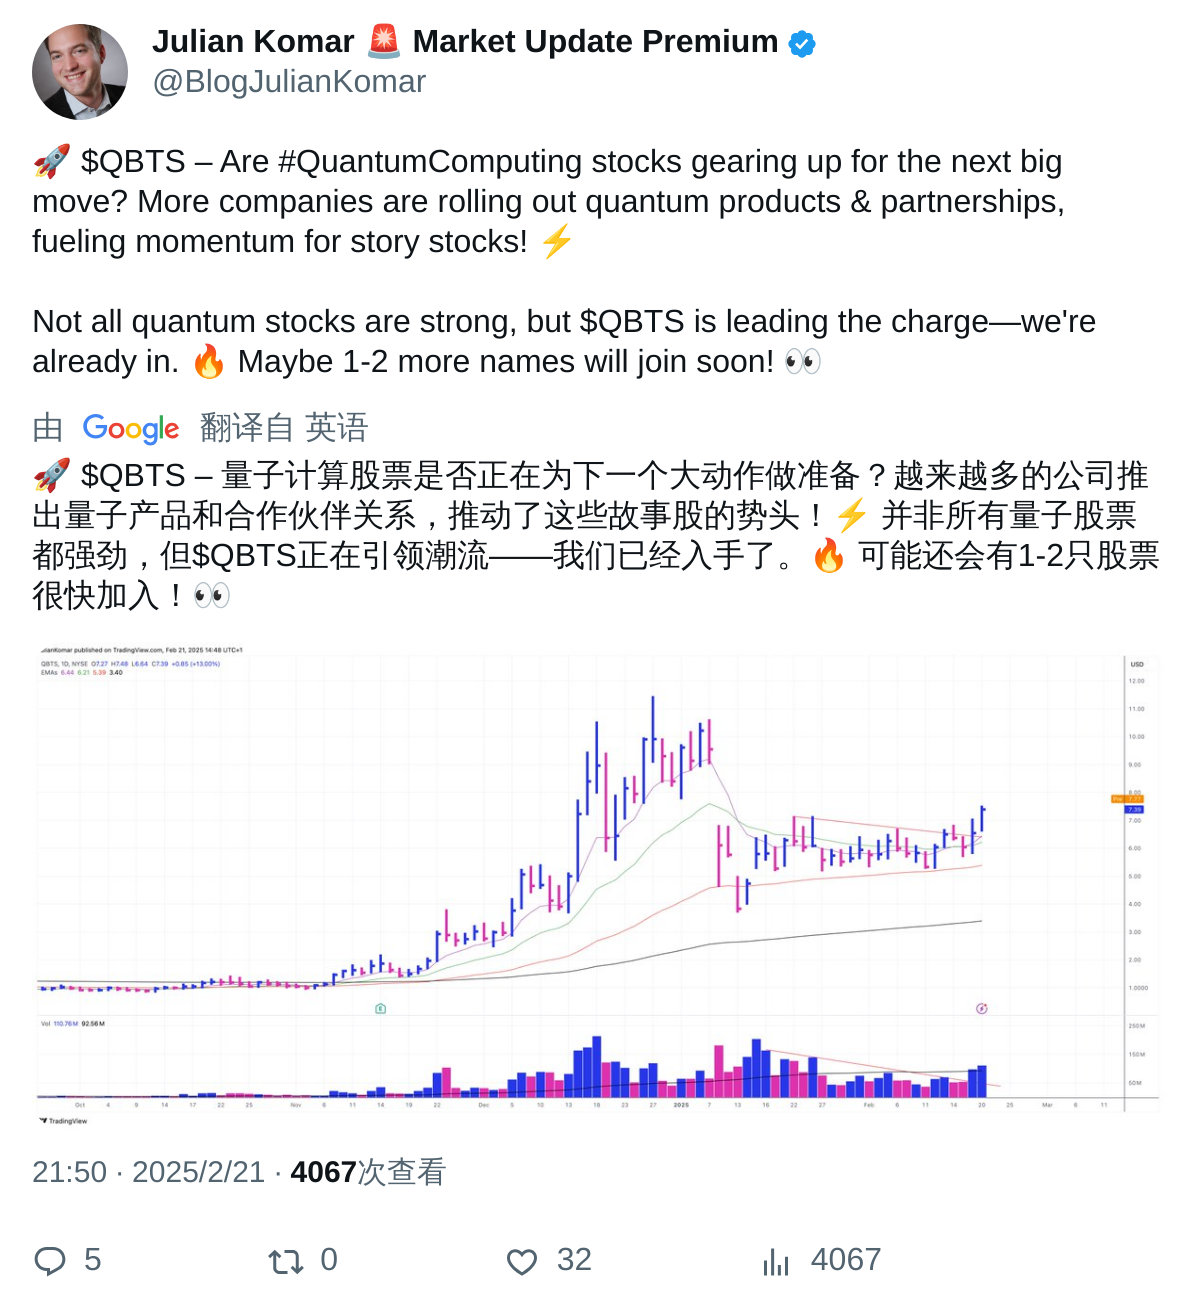 Julian Komar 🚨 Market Update Premium
@BlogJulianKomar
🚀 $QBTS – Are #QuantumComputing stocks gearing up for the next big
move? More companies are rolling out quantum products & partnerships,
fueling momentum for story stocks! ⚡
Not all quantum stocks are strong, but $QBTS is leading the charge—we're
already in. 🔥 Maybe 1-2 more names will join soon! 👀
由 Google 翻译自 英语
🚀 $QBTS – 量子计算股票是否正在为下一个大动作做准备？越来越多的公司推
出量子产品和合作伙伴关系，推动了这些故事股的势头！⚡ 并非所有量子股票
都强劲，但$QBTS正在引领潮流——我们已经入手了。🔥 可能还会有1-2只股票
很快加入！👀
JulianKomar published on TradingView.com, Feb 21, 2025 14:48 UTC+1
QBTS, 1D, NYSE O7.27 H7.48 L6.64 C7.39 +0.85 (+13.00%)
EMAs 6.44 6.21 5.39 3.40
USD
12.00
11.00
10.00
9.00
8.00
7.39
7.00
6.00
5.00
4.00
3.00
2.00
1.0000
E
Vol 110.76M 92.56M
250M
150M
50M
Oct 4 9 14 17 22 25 Nov 6 11 14 19 22 Dec 5 10 13 18 23 27 2025 7 13 16 22 27 Feb 6 11 14 20 25 Mar 6 11
TradingView
21:50 · 2025/2/21 · 4067次查看
5 0 32 4067